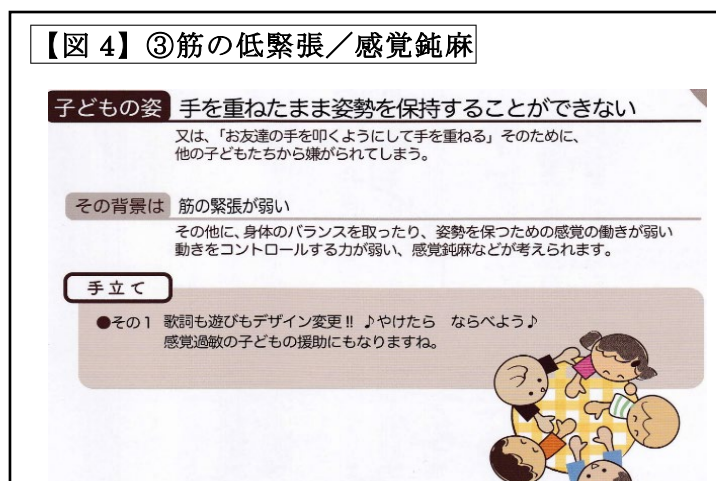 【図 4】③筋の低緊張／感覚鈍麻
子どもの姿 手を重ねたまま姿勢を保持することができない
又は、「お友達の手を叩くようにして手を重ねる」そのために、
他の子どもたちから嫌がられてしまう。
その背景は 筋の緊張が弱い
その他に、身体のバランスを取ったり、姿勢を保つための感覚の働きが弱い
動きをコントロールする力が弱い、感覚鈍麻などが考えられます。
手立て
●その1 歌詞も遊びもデザイン変更!! ♪やけたら ならべよう♪
感覚過敏の子どもの援助にもなりますね。